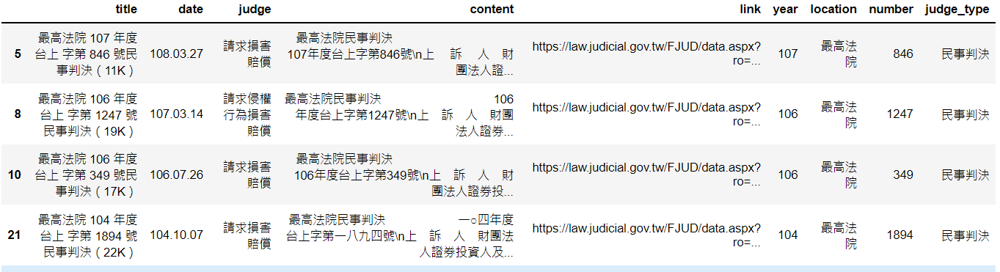 title date judge content link year location number judge_type
5 最高法院 107 年度台上 字第 846 號民事判決（11K） 108.03.27 請求損害賠償 最高法院民事判決 107年度台上字第846號\n上 訴 人 財團法人證... https://law.judicial.gov.tw/FJUD/data.aspx?ro=... 107 最高法院 846 民事判決
8 最高法院 106 年度台上 字第 1247 號民事判決（19K） 107.03.14 請求侵權行為損害賠償 最高法院民事判決 106年度台上字第1247號\n上 訴 人 財團法人證券... https://law.judicial.gov.tw/FJUD/data.aspx?ro=... 106 最高法院 1247 民事判決
10 最高法院 106 年度台上 字第 349 號民事判決（17K） 106.07.26 請求損害賠償 最高法院民事判決 106年度台上字第349號\n上 訴 人 財團法人證券投... https://law.judicial.gov.tw/FJUD/data.aspx?ro=... 106 最高法院 349 民事判決
21 最高法院 104 年度台上 字第 1894 號民事判決（22K） 104.10.07 請求損害賠償 最高法院民事判決 一○四年度台上字第一八九四號\n上 訴 人 財團法人證券投資人及... https://law.judicial.gov.tw/FJUD/data.aspx?ro=... 104 最高法院 1894 民事判決